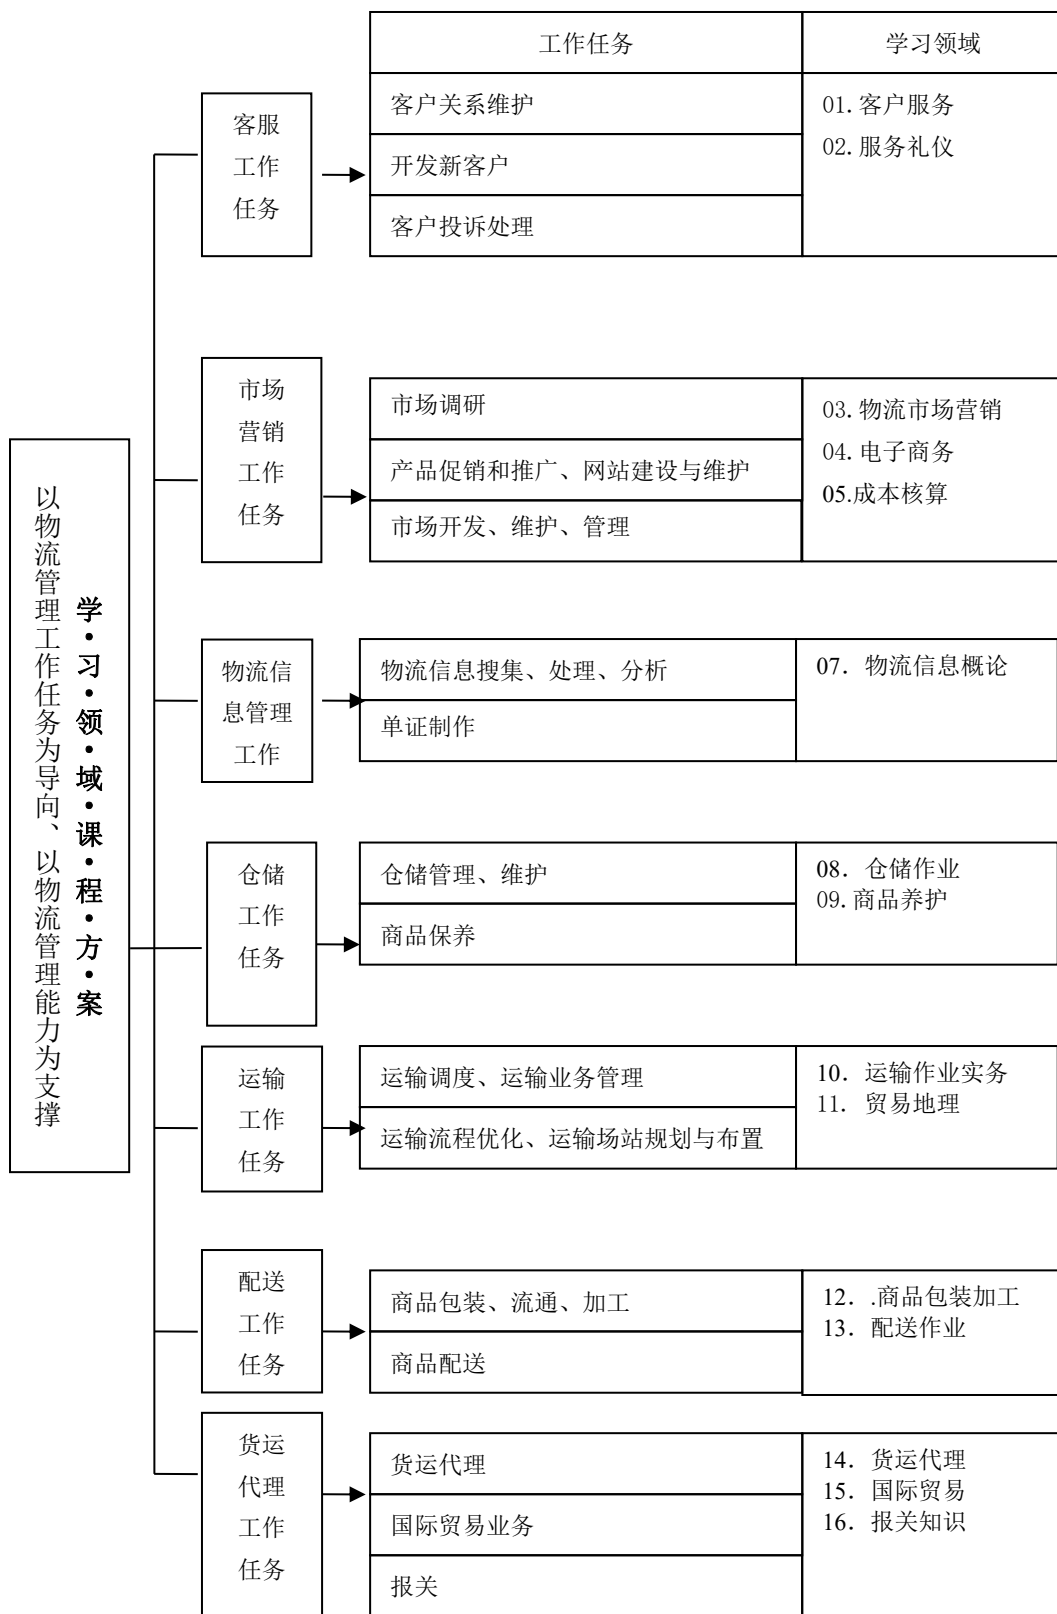 工作任务
学习领域
客服
工作
任务
客户关系维护
开发新客户
客户投诉处理
01.客户服务
02.服务礼仪
市场
营销
工作
任务
市场调研
产品促销和推广、网站建设与维护
市场开发、维护、管理
03.物流市场营销
04.电子商务
05.成本核算
以物流管理工作任务为导向、以物流管理能力为支撑
学·习·领·域·课·程·方·案
物流信
息管理
工作
物流信息搜集、处理、分析
单证制作
07. 物流信息概论
仓储
工作
任务
仓储管理、维护
商品保养
08. 仓储作业
09.商品养护
运输
工作
任务
运输调度、运输业务管理
运输流程优化、运输场站规划与布置
10. 运输作业实务
11. 贸易地理
配送
工作
任务
商品包装、流通、加工
商品配送
12. .商品包装加工
13. 配送作业
货运
代理
工作
任务
货运代理
国际贸易业务
报关
14. 货运代理
15. 国际贸易
16. 报关知识